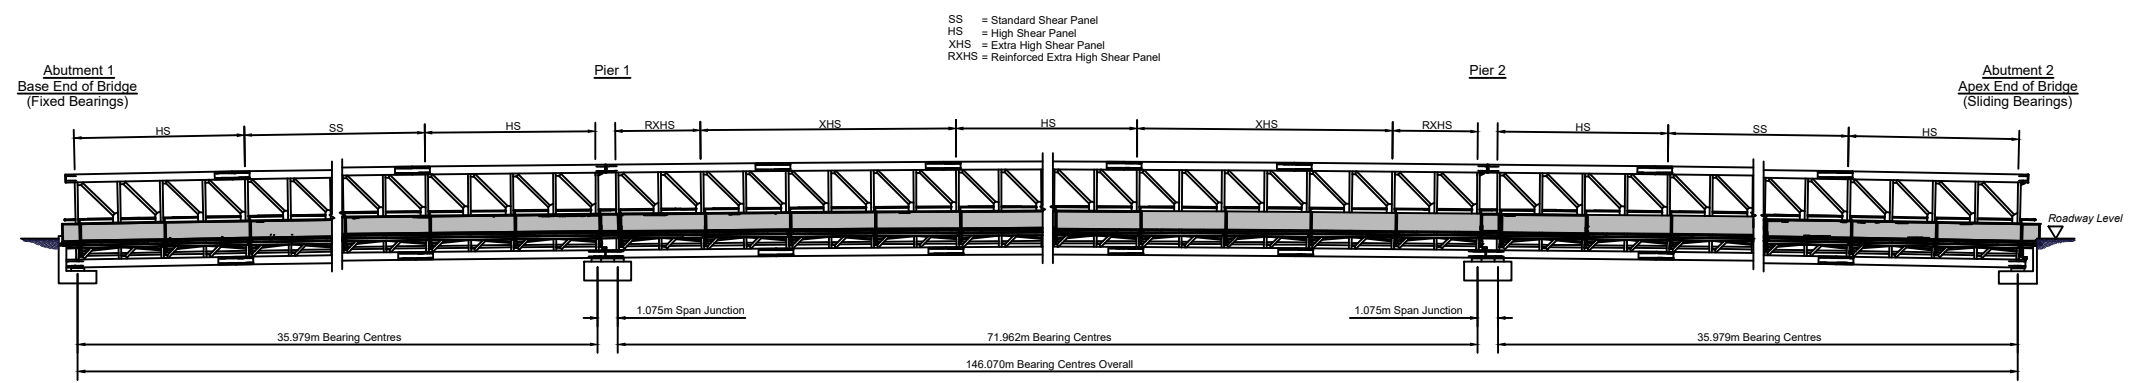 SS = Standard Shear Panel
HS = High Shear Panel
XHS = Extra High Shear Panel
RXHS = Reinforced Extra High Shear Panel
Abutment 1
Base End of Bridge
(Fixed Bearings)
Pier 1
Pier 2
Abutment 2
Apex End of Bridge
(Sliding Bearings)
HS SS HS RXHS XHS HS XHS RXHS HS SS HS
Roadway Level
1.075m Span Junction
1.075m Span Junction
35.979m Bearing Centres
71.962m Bearing Centres
35.979m Bearing Centres
146.070m Bearing Centres Overall